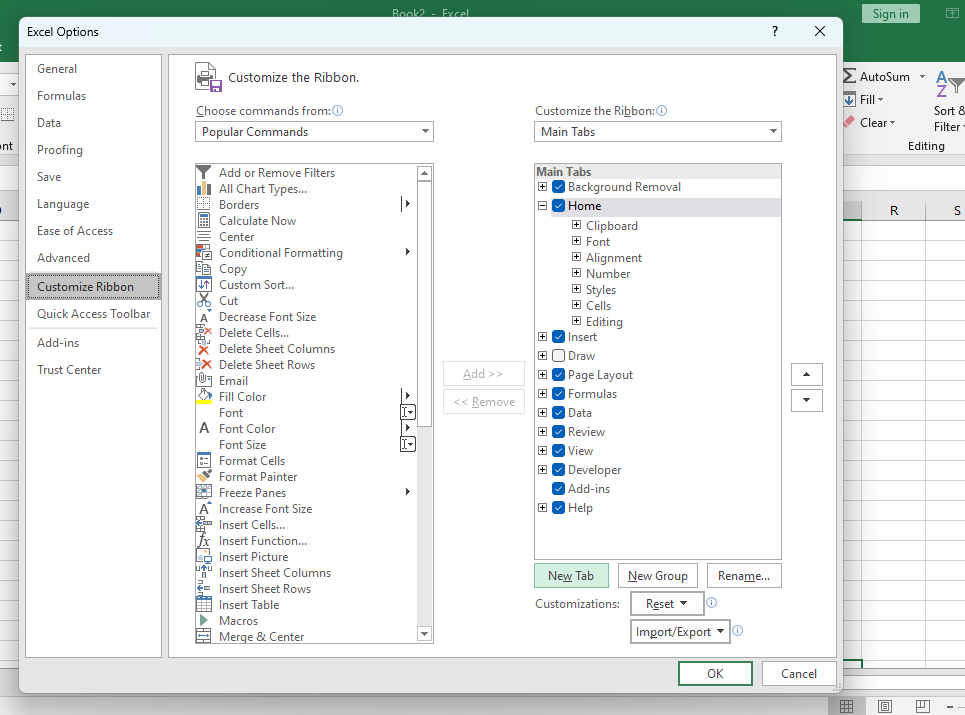 Book2 - Excel
Sign in
Excel Options
?
General
Formulas
Data
Proofing
Save
Language
Ease of Access
Advanced
Customize Ribbon
Quick Access Toolbar
Add-ins
Trust Center
Customize the Ribbon.
Choose commands from:
Popular Commands
Add or Remove Filters
All Chart Types...
Borders
Calculate Now
Center
Conditional Formatting
Copy
Custom Sort...
Cut
Decrease Font Size
Delete Cells...
Delete Sheet Columns
Delete Sheet Rows
Email
Fill Color
Font
Font Color
Font Size
Format Cells
Format Painter
Freeze Panes
Increase Font Size
Insert Cells...
Insert Function...
Insert Picture
Insert Sheet Columns
Insert Sheet Rows
Insert Table
Macros
Merge & Center
Add >>
<< Remove
Customize the Ribbon:
Main Tabs
Main Tabs
Background Removal
Home
Clipboard
Font
Alignment
Number
Styles
Cells
Editing
Insert
Draw
Page Layout
Formulas
Data
Review
View
Developer
Add-ins
Help
New Tab
New Group
Rename...
Customizations:
Reset
Import/Export
OK
Cancel
AutoSum
Fill
Clear
Sort &
Filter
Editing
R
S